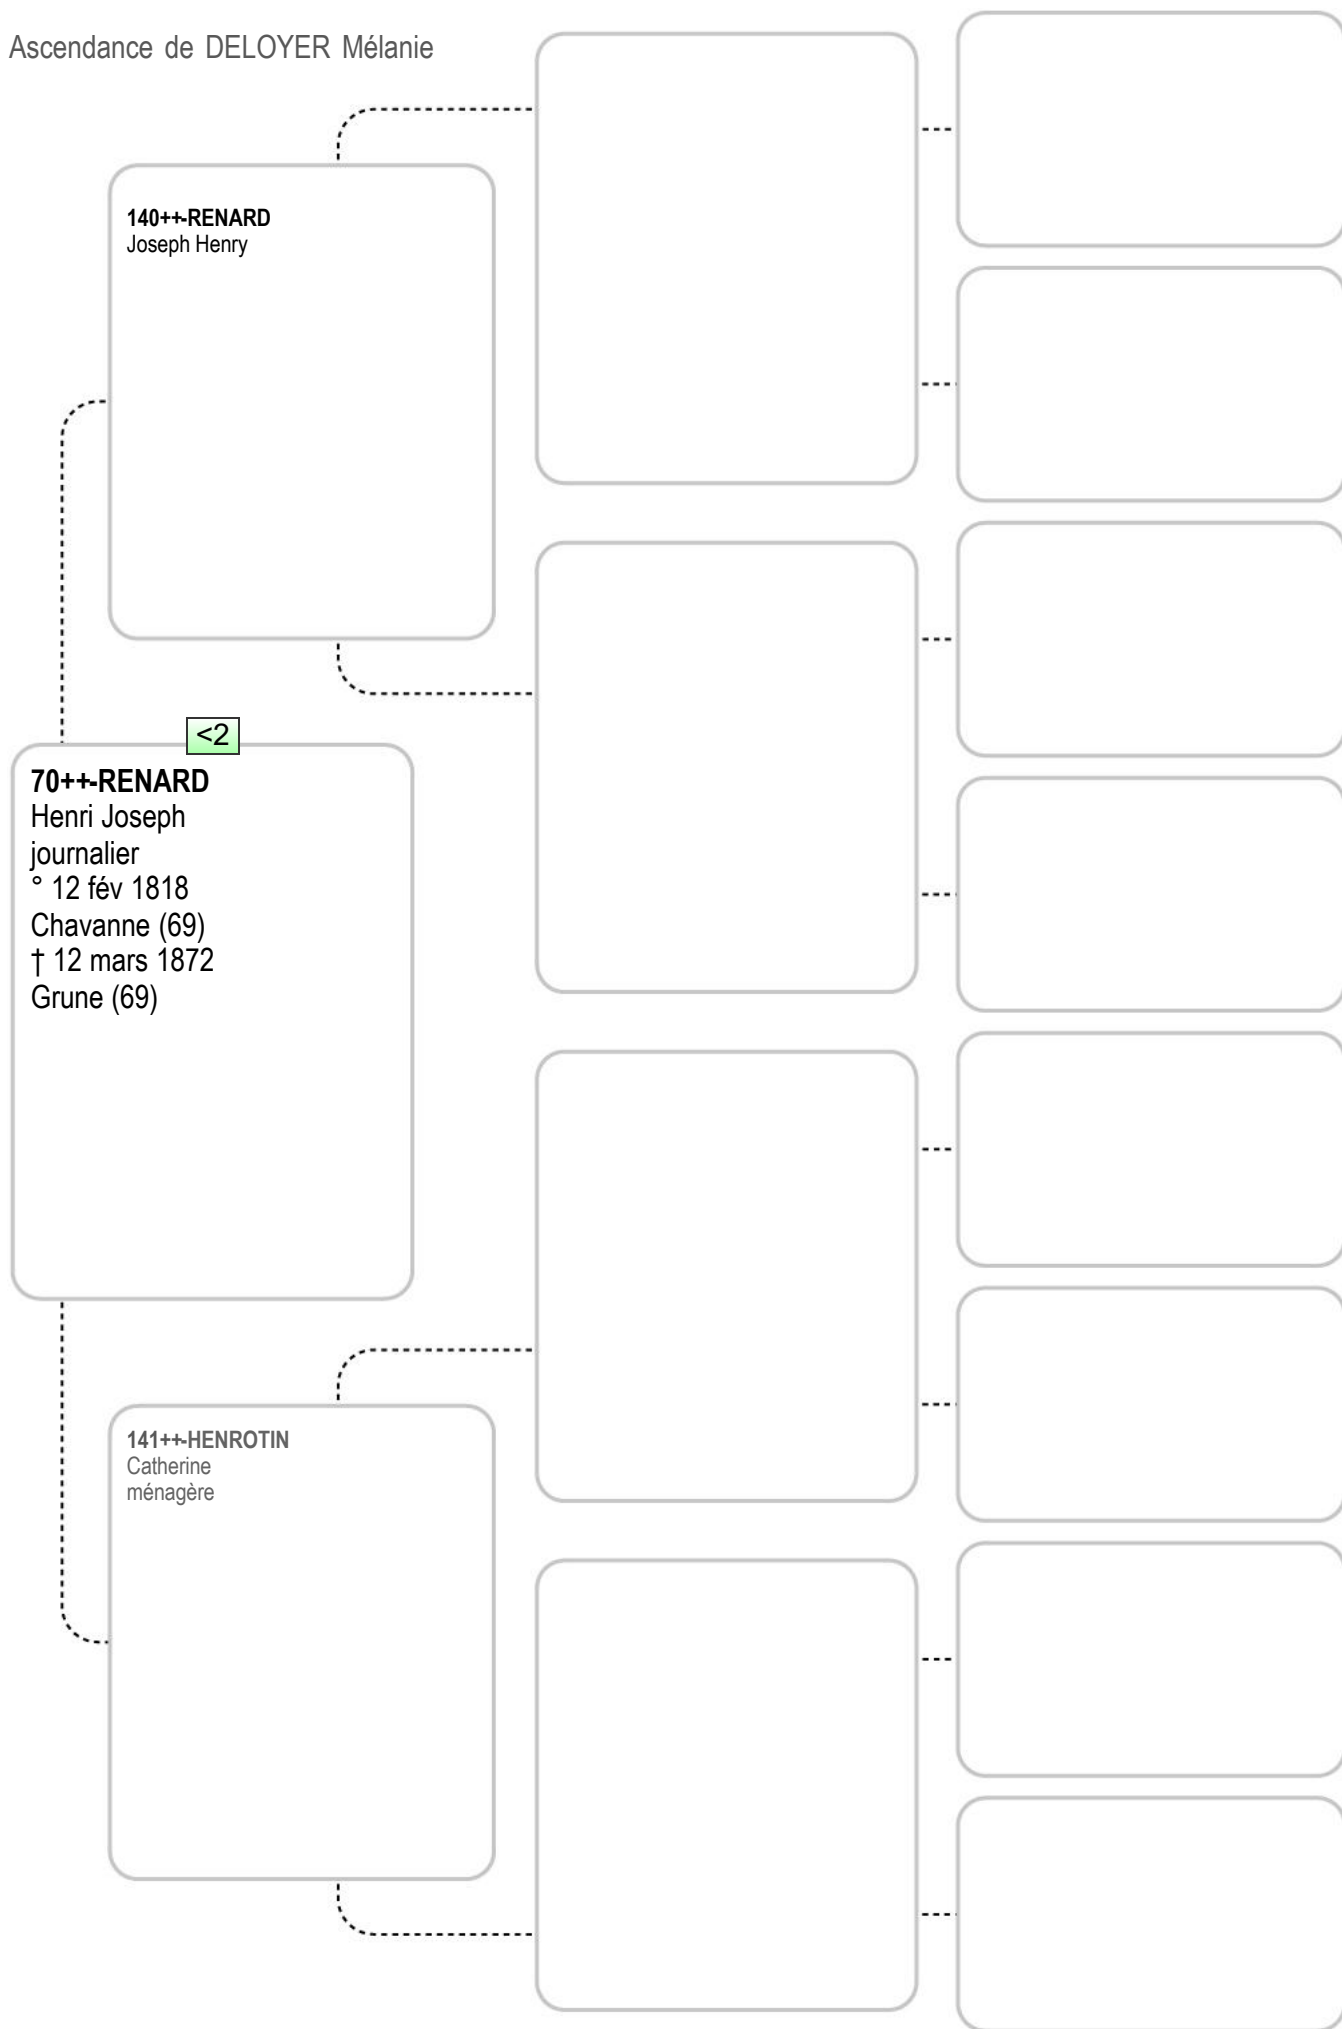 Ascendance de DELOYER Mélanie
140++-RENARD
Joseph Henry
<2
70++-RENARD
Henri Joseph
journalier
° 12 fév 1818
Chavanne (69)
† 12 mars 1872
Grune (69)
141++-HENROTIN
Catherine
ménagère